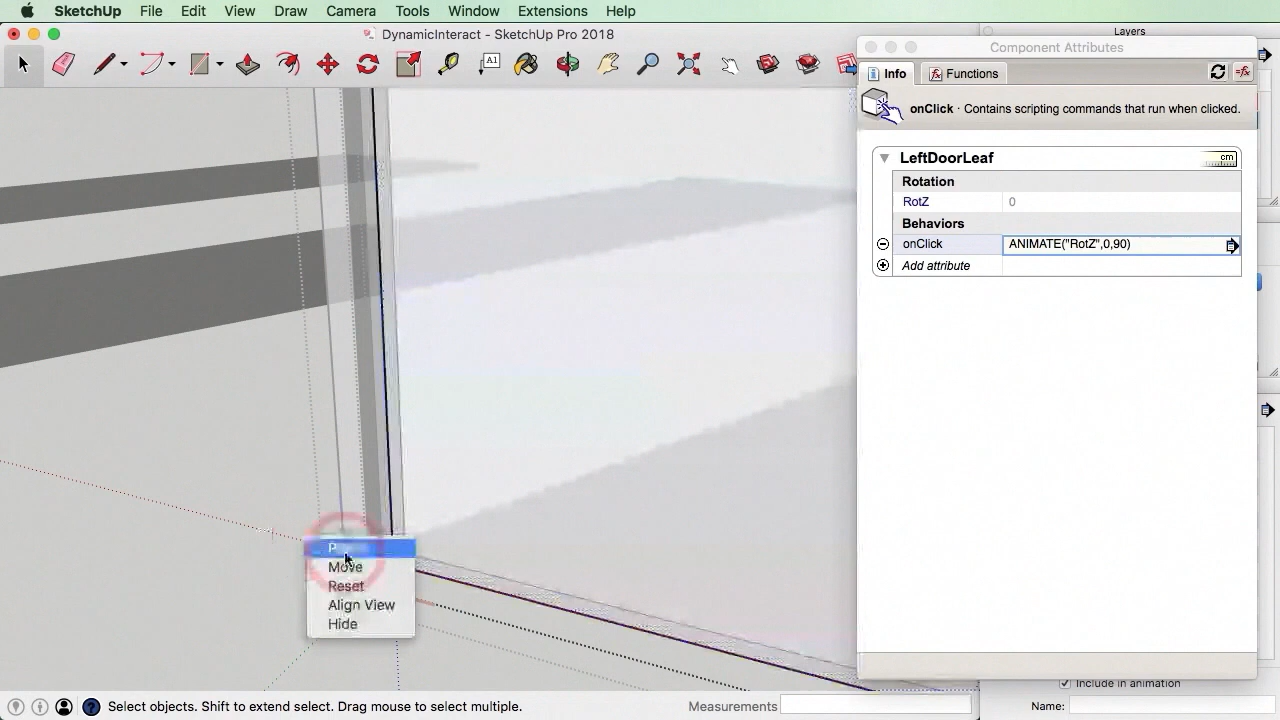 SketchUp File Edit View Draw Camera Tools Window Extensions Help
DynamicInteract - SketchUp Pro 2018
Layers
Component Attributes
A1
Info Functions
=fx
onClick · Contains scripting commands that run when clicked.
LeftDoorLeaf cm
Rotation
RotZ 0
Behaviors
onClick ANIMATE("RotZ",0,90)
Add attribute
Move
Reset
Align View
Hide
Include in animation
Select objects. Shift to extend select. Drag mouse to select multiple.
Measurements
Name: